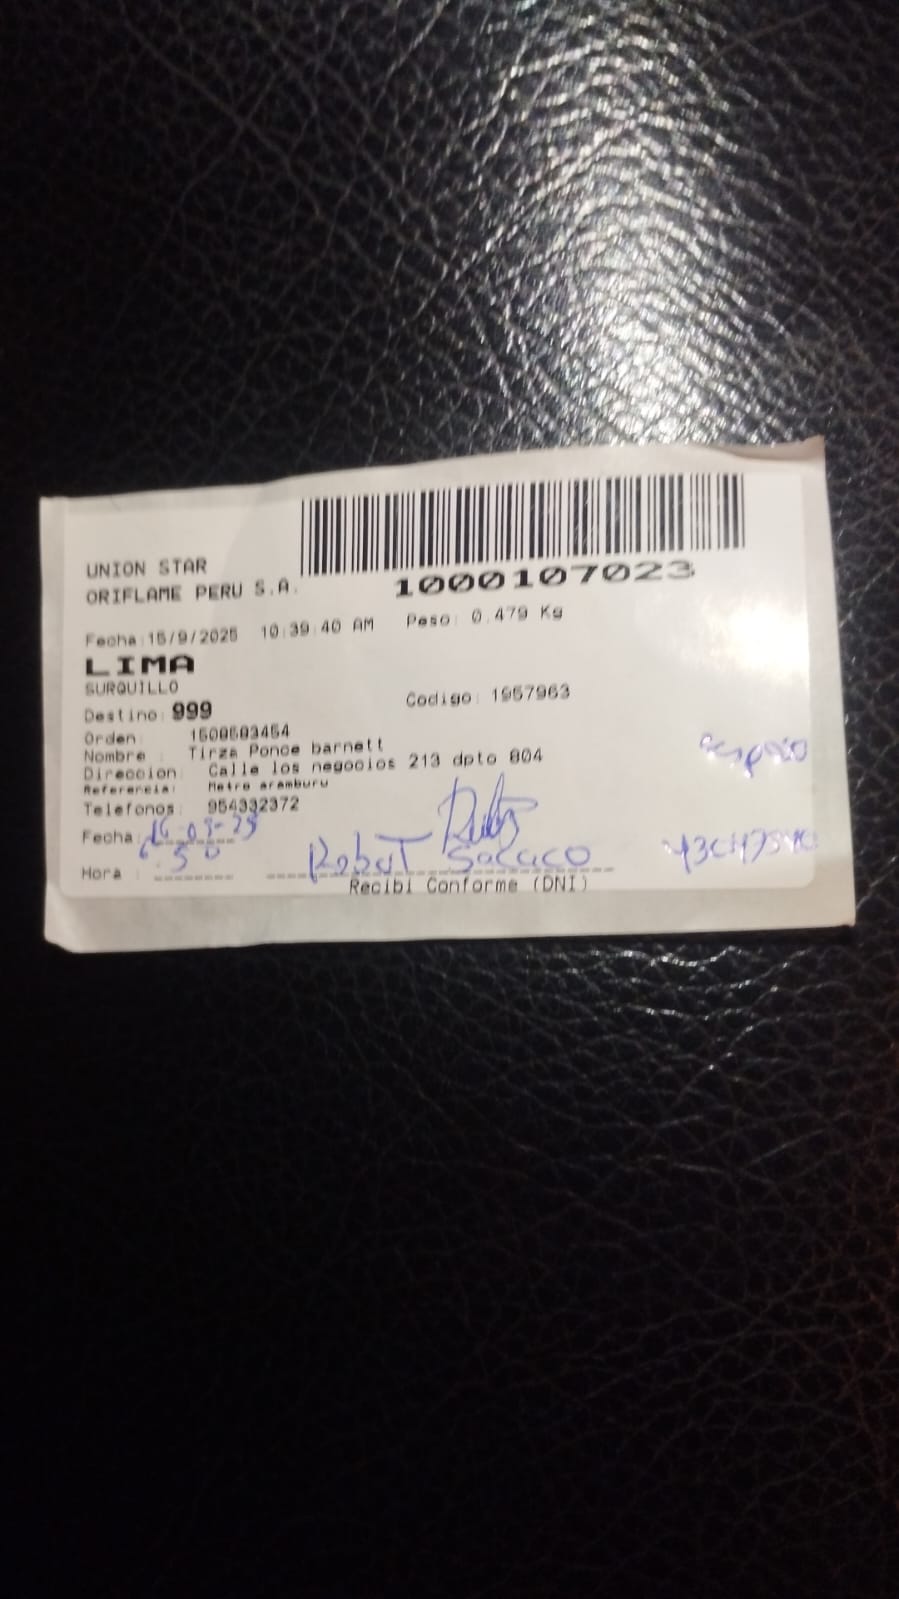 UNION STAR
ORIFLAME PERU S.A.
1000107023
Fecha:15/9/2025 10:39:40 AM Peso: 0.479 Kg
LIMA
SURQUILLO
Destino: 999 Codigo: 1957963
Orden:
Nombre : Tirza Ponce barnett
Direccion: Calle los negocios 213 dpto 804
Referencia: Metro aramburu
Telefonos: 954332372
Fecha:
Hora : 6:50
Recibi Conforme (DNI)